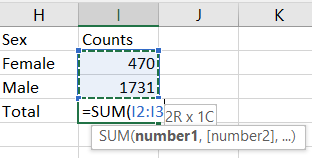 H I J K
Sex Counts
Female 470
Male 1731
Total =SUM(I2:I3 2R x 1C
SUM(number1, [number2], ...)